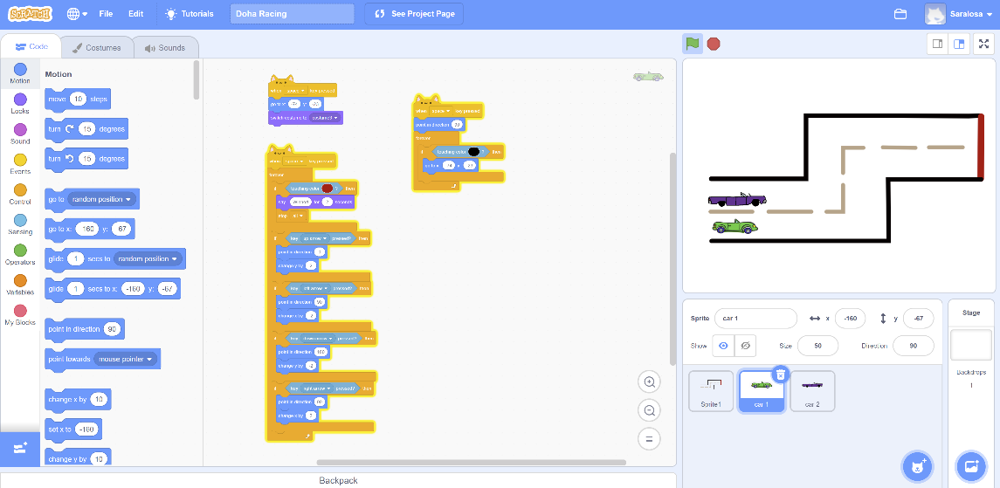 SCRATCH
File
Edit
Tutorials
Doha Racing
See Project Page
Saraiosa
Code
Costumes
Sounds
Motion
Looks
Sound
Events
Control
Sensing
Operators
Variables
My Blocks
Motion
move 10 steps
turn 15 degrees
turn 15 degrees
go to random position
go to x: -160 y: -67
glide 1 secs to random position
glide 1 secs to x: -160 y: -67
point in direction 90
point towards mouse pointer
change x by 10
set x to -160
change y by 10
when space key pressed
go to x: y:
switch costume to costume3
when space key pressed
forever
if touching color ? then
say for 2 seconds
stop all
if key up arrow pressed? then
point in direction
change y by 2
if key left arrow pressed? then
point in direction 90
change x by -2
if key down arrow pressed? then
point in direction 180
change y by -2
if key right arrow pressed? then
point in direction 90
change x by
when space key pressed
point in direction 90
forever
if touching color ? then
go to x: y:
Sprite car 1 x -160 y -67
Show Size 50 Direction 90
Sprite1
car 1
car 2
Stage
Backdrops
1
Backpack